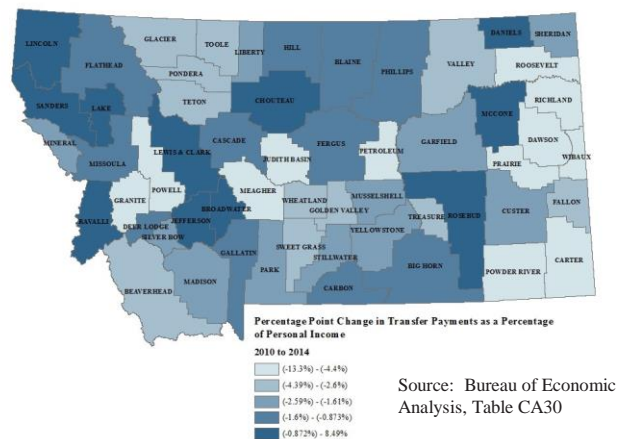 DANIELS
SHERIDAN
LINCOLN
GLACIER
TOOLE
LIBERTY
HILL
BLAINE
PHILLIPS
VALLEY
ROOSEVELT
FLATHEAD
PONDERA
TETON
CHOUTEAU
RICHLAND
SANDERS
LAKE
MCCONE
MINERAL
LEWIS & CLARK
CASCADE
FERGUS
PETROLEUM
GARFIELD
DAWSON
MISSOULA
JUDITH BASIN
PRAIRIE
WIBAUX
POWELL
GRANITE
MEAGHER
WHEATLAND
MUSSELSHELL
GOLDEN VALLEY
TREASURE
ROSEBUD
CUSTER
FALLON
RAVALLI
DEER LODGE
JEFFERSON
BROADWATER
SILVER BOW
YELLOWSTONE
GALLATIN
SWEET GRASS
STILLWATER
PARK
BIG HORN
POWDER RIVER
CARTER
BEAVERHEAD
MADISON
CARBON
Percentage Point Change in Transfer Payments as a Percentage
of Personal Income
2010 to 2014
(-13.3%) - (-4.4%)
(-4.39%) - (-2.6%)
(-2.59%) - (-1.61%)
(-1.6%) - (-0.873%)
(-0.872%) - 8.49%
Source: Bureau of Economic
Analysis, Table CA30